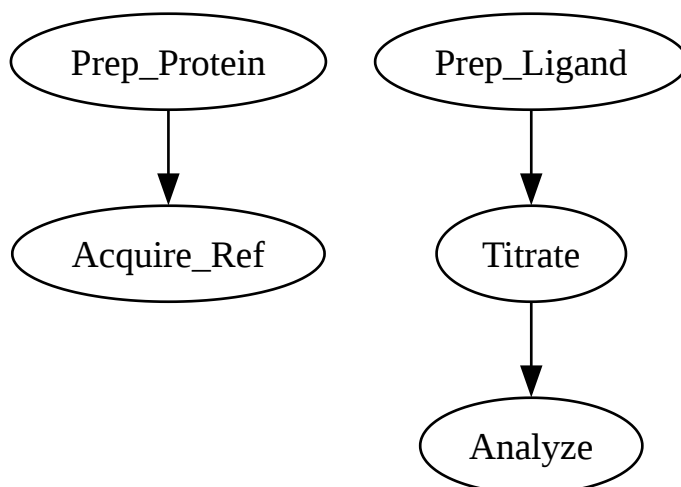 Prep_Protein
Prep_Ligand
Acquire_Ref
Titrate
Analyze